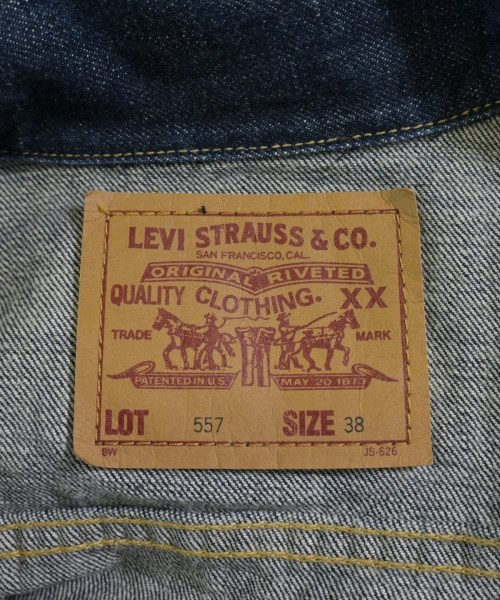 LEVI STRAUSS & CO.
SAN FRANCISCO, CAL.
ORIGINAL RIVETED
QUALITY CLOTHING. XX
TRADE MARK
PATENTED IN U.S. MAY 20 1873
LOT 557 SIZE 38
BW JS-626